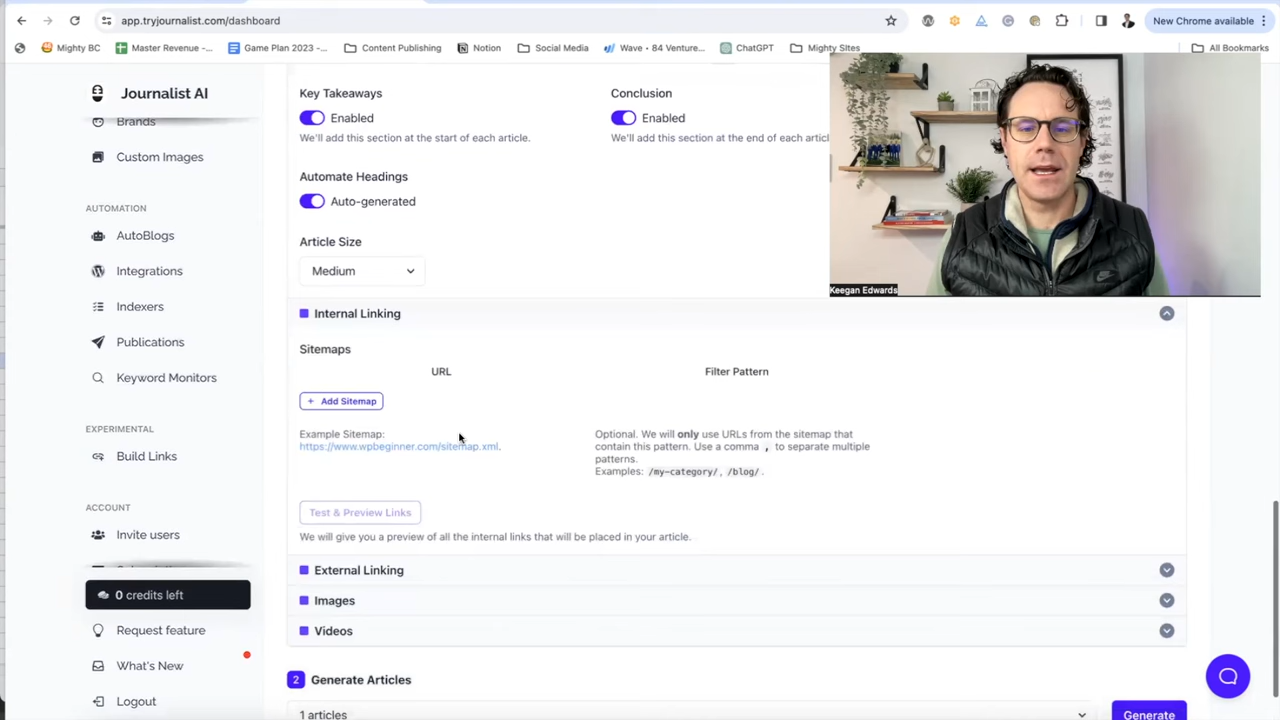 app.tryjournalist.com/dashboard
New Chrome available
Mighty BC
Master Revenue -...
Game Plan 2023 -...
Content Publishing
Notion
Social Media
Wave • 84 Venture...
ChatGPT
Mighty Sites
All Bookmarks
Journalist AI
Brands
Custom Images
AUTOMATION
AutoBlogs
Integrations
Indexers
Publications
Keyword Monitors
EXPERIMENTAL
Build Links
ACCOUNT
Invite users
0 credits left
Request feature
What's New
Logout
Key Takeaways
Enabled
We'll add this section at the start of each article.
Conclusion
Enabled
We'll add this section at the end of each articl
Automate Headings
Auto-generated
Article Size
Medium
Keegan Edwards
Internal Linking
Sitemaps
URL
Filter Pattern
+ Add Sitemap
Example Sitemap:
https://www.wpbeginner.com/sitemap.xml.
Optional. We will only use URLs from the sitemap that
contain this pattern. Use a comma , to separate multiple
patterns.
Examples: /my-category/, /blog/ .
Test & Preview Links
We will give you a preview of all the internal links that will be placed in your article.
External Linking
Images
Videos
2 Generate Articles
1 articles
Generate